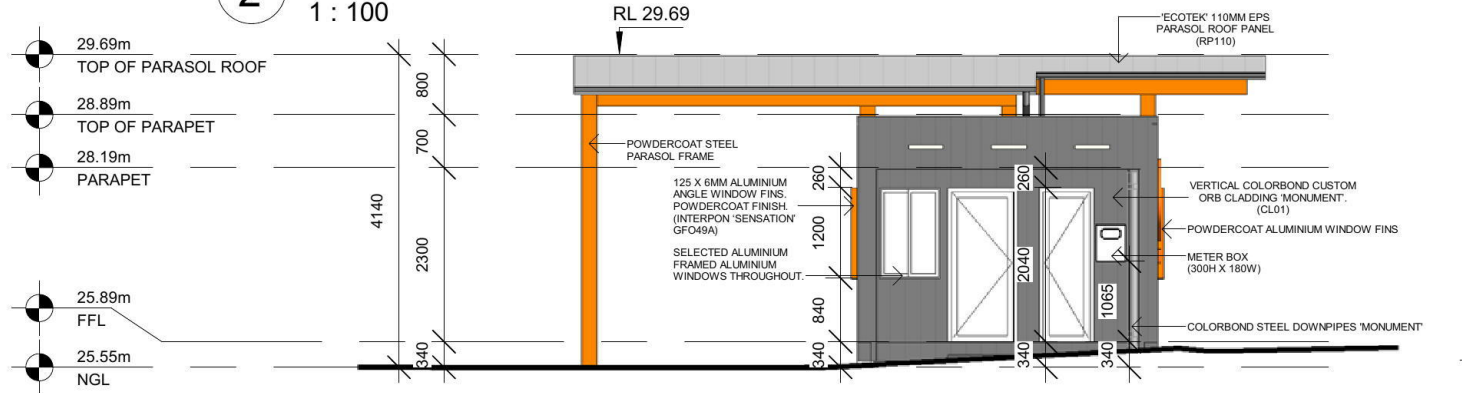 2
1 : 100
RL 29.69
29.69m
TOP OF PARASOL ROOF
28.89m
TOP OF PARAPET
28.19m
PARAPET
25.89m
FFL
25.55m
NGL
4140
800
700
2300
340
POWDERCOAT STEEL
PARASOL FRAME
125 X 6MM ALUMINIUM
ANGLE WINDOW FINS.
POWDERCOAT FINISH.
(INTERPON 'SENSATION'
GFO49A)
SELECTED ALUMINIUM
FRAMED ALUMINIUM
WINDOWS THROUGHOUT.
260
1200
840
340
260
2040
340
1065
340
'ECOTEK' 110MM EPS
PARASOL ROOF PANEL
(RP110)
VERTICAL COLORBOND CUSTOM
ORB CLADDING 'MONUMENT'.
(CL01)
POWDERCOAT ALUMINIUM WINDOW FINS
METER BOX
(300H X 180W)
COLORBOND STEEL DOWNPIPES 'MONUMENT'